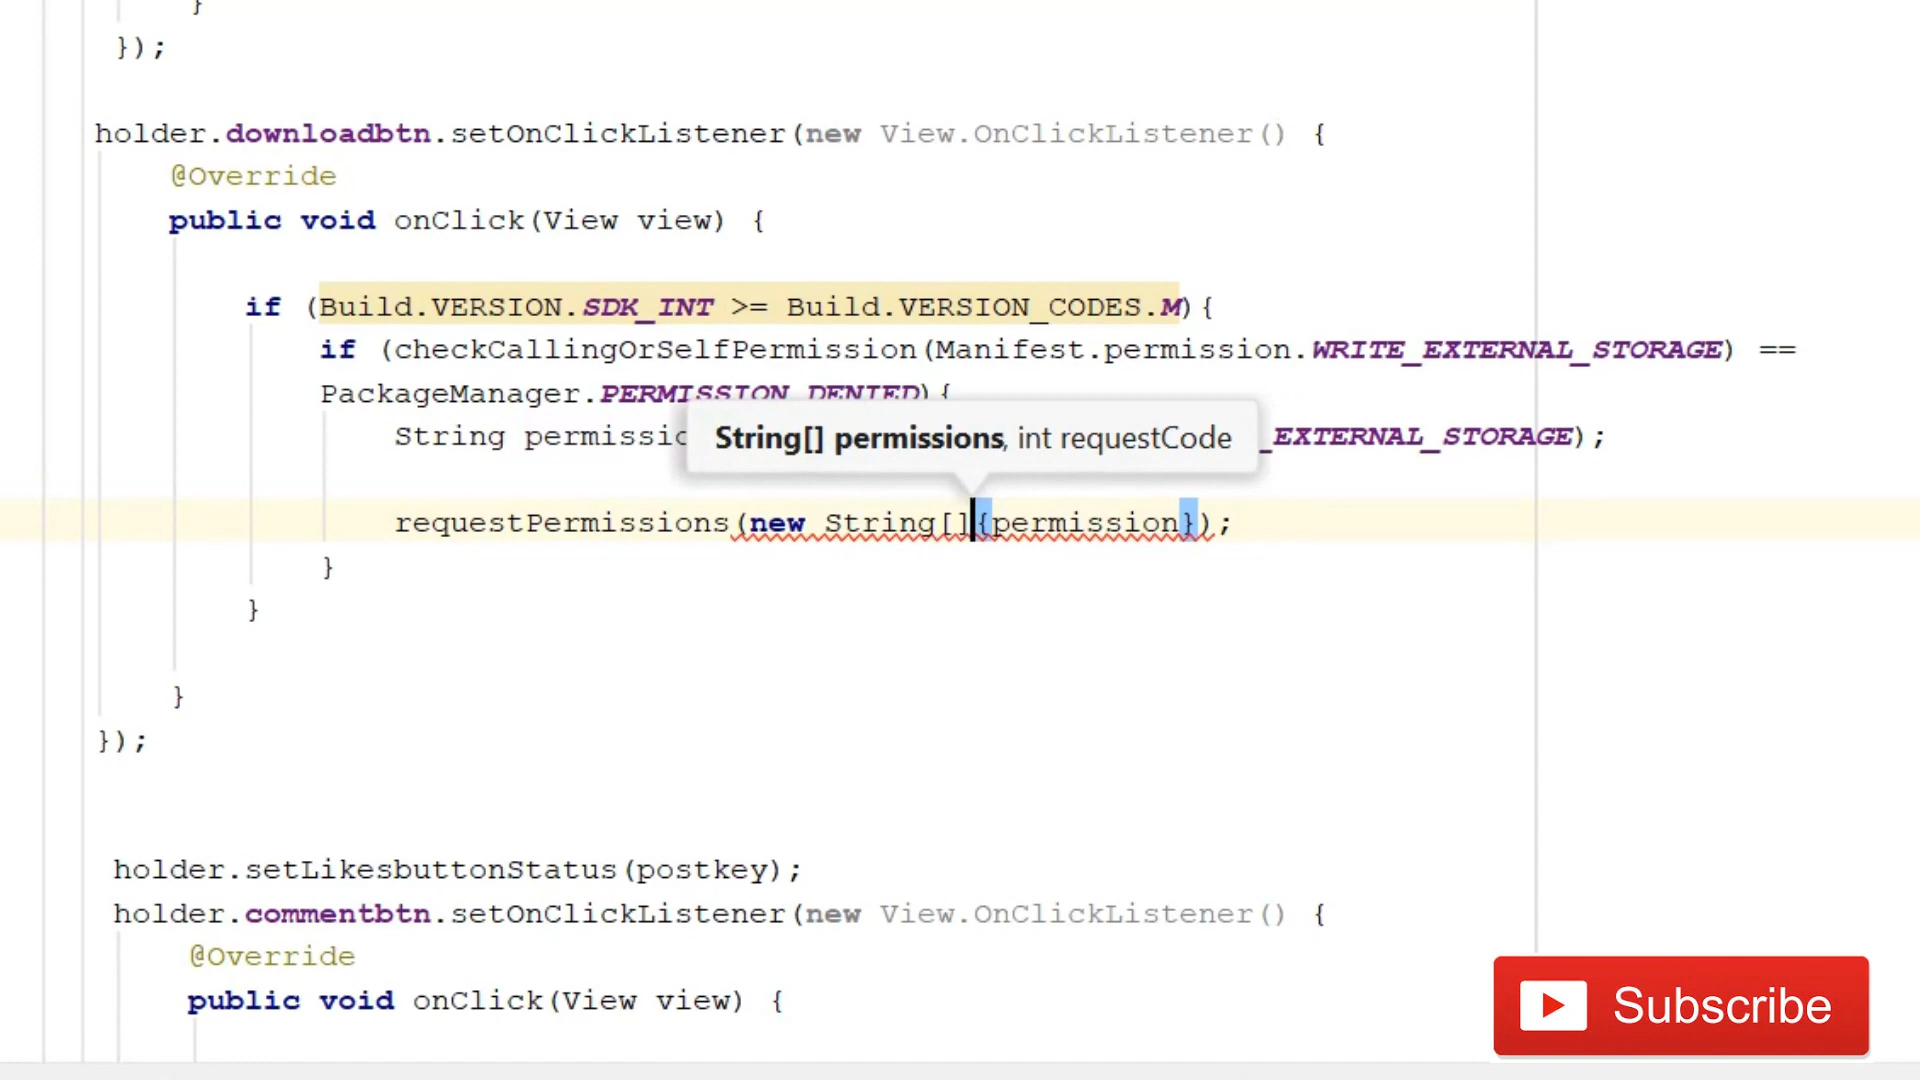 }
});
holder.downloadbtn.setOnClickListener(new View.OnClickListener() {
@Override
public void onClick(View view) {
if (Build.VERSION.SDK_INT >= Build.VERSION_CODES.M){
if (checkCallingOrSelfPermission(Manifest.permission.WRITE_EXTERNAL_STORAGE) ==
PackageManager.PERMISSION_DENIED){
String _EXTERNAL_STORAGE);
String[] permissions, int requestCode
requestPermissions(new String[]{permission});
}
}
}
});
holder.setLikesbuttonStatus(postkey);
holder.commentbtn.setOnClickListener(new View.OnClickListener() {
@Override
public void onClick(View view) {
Subscribe